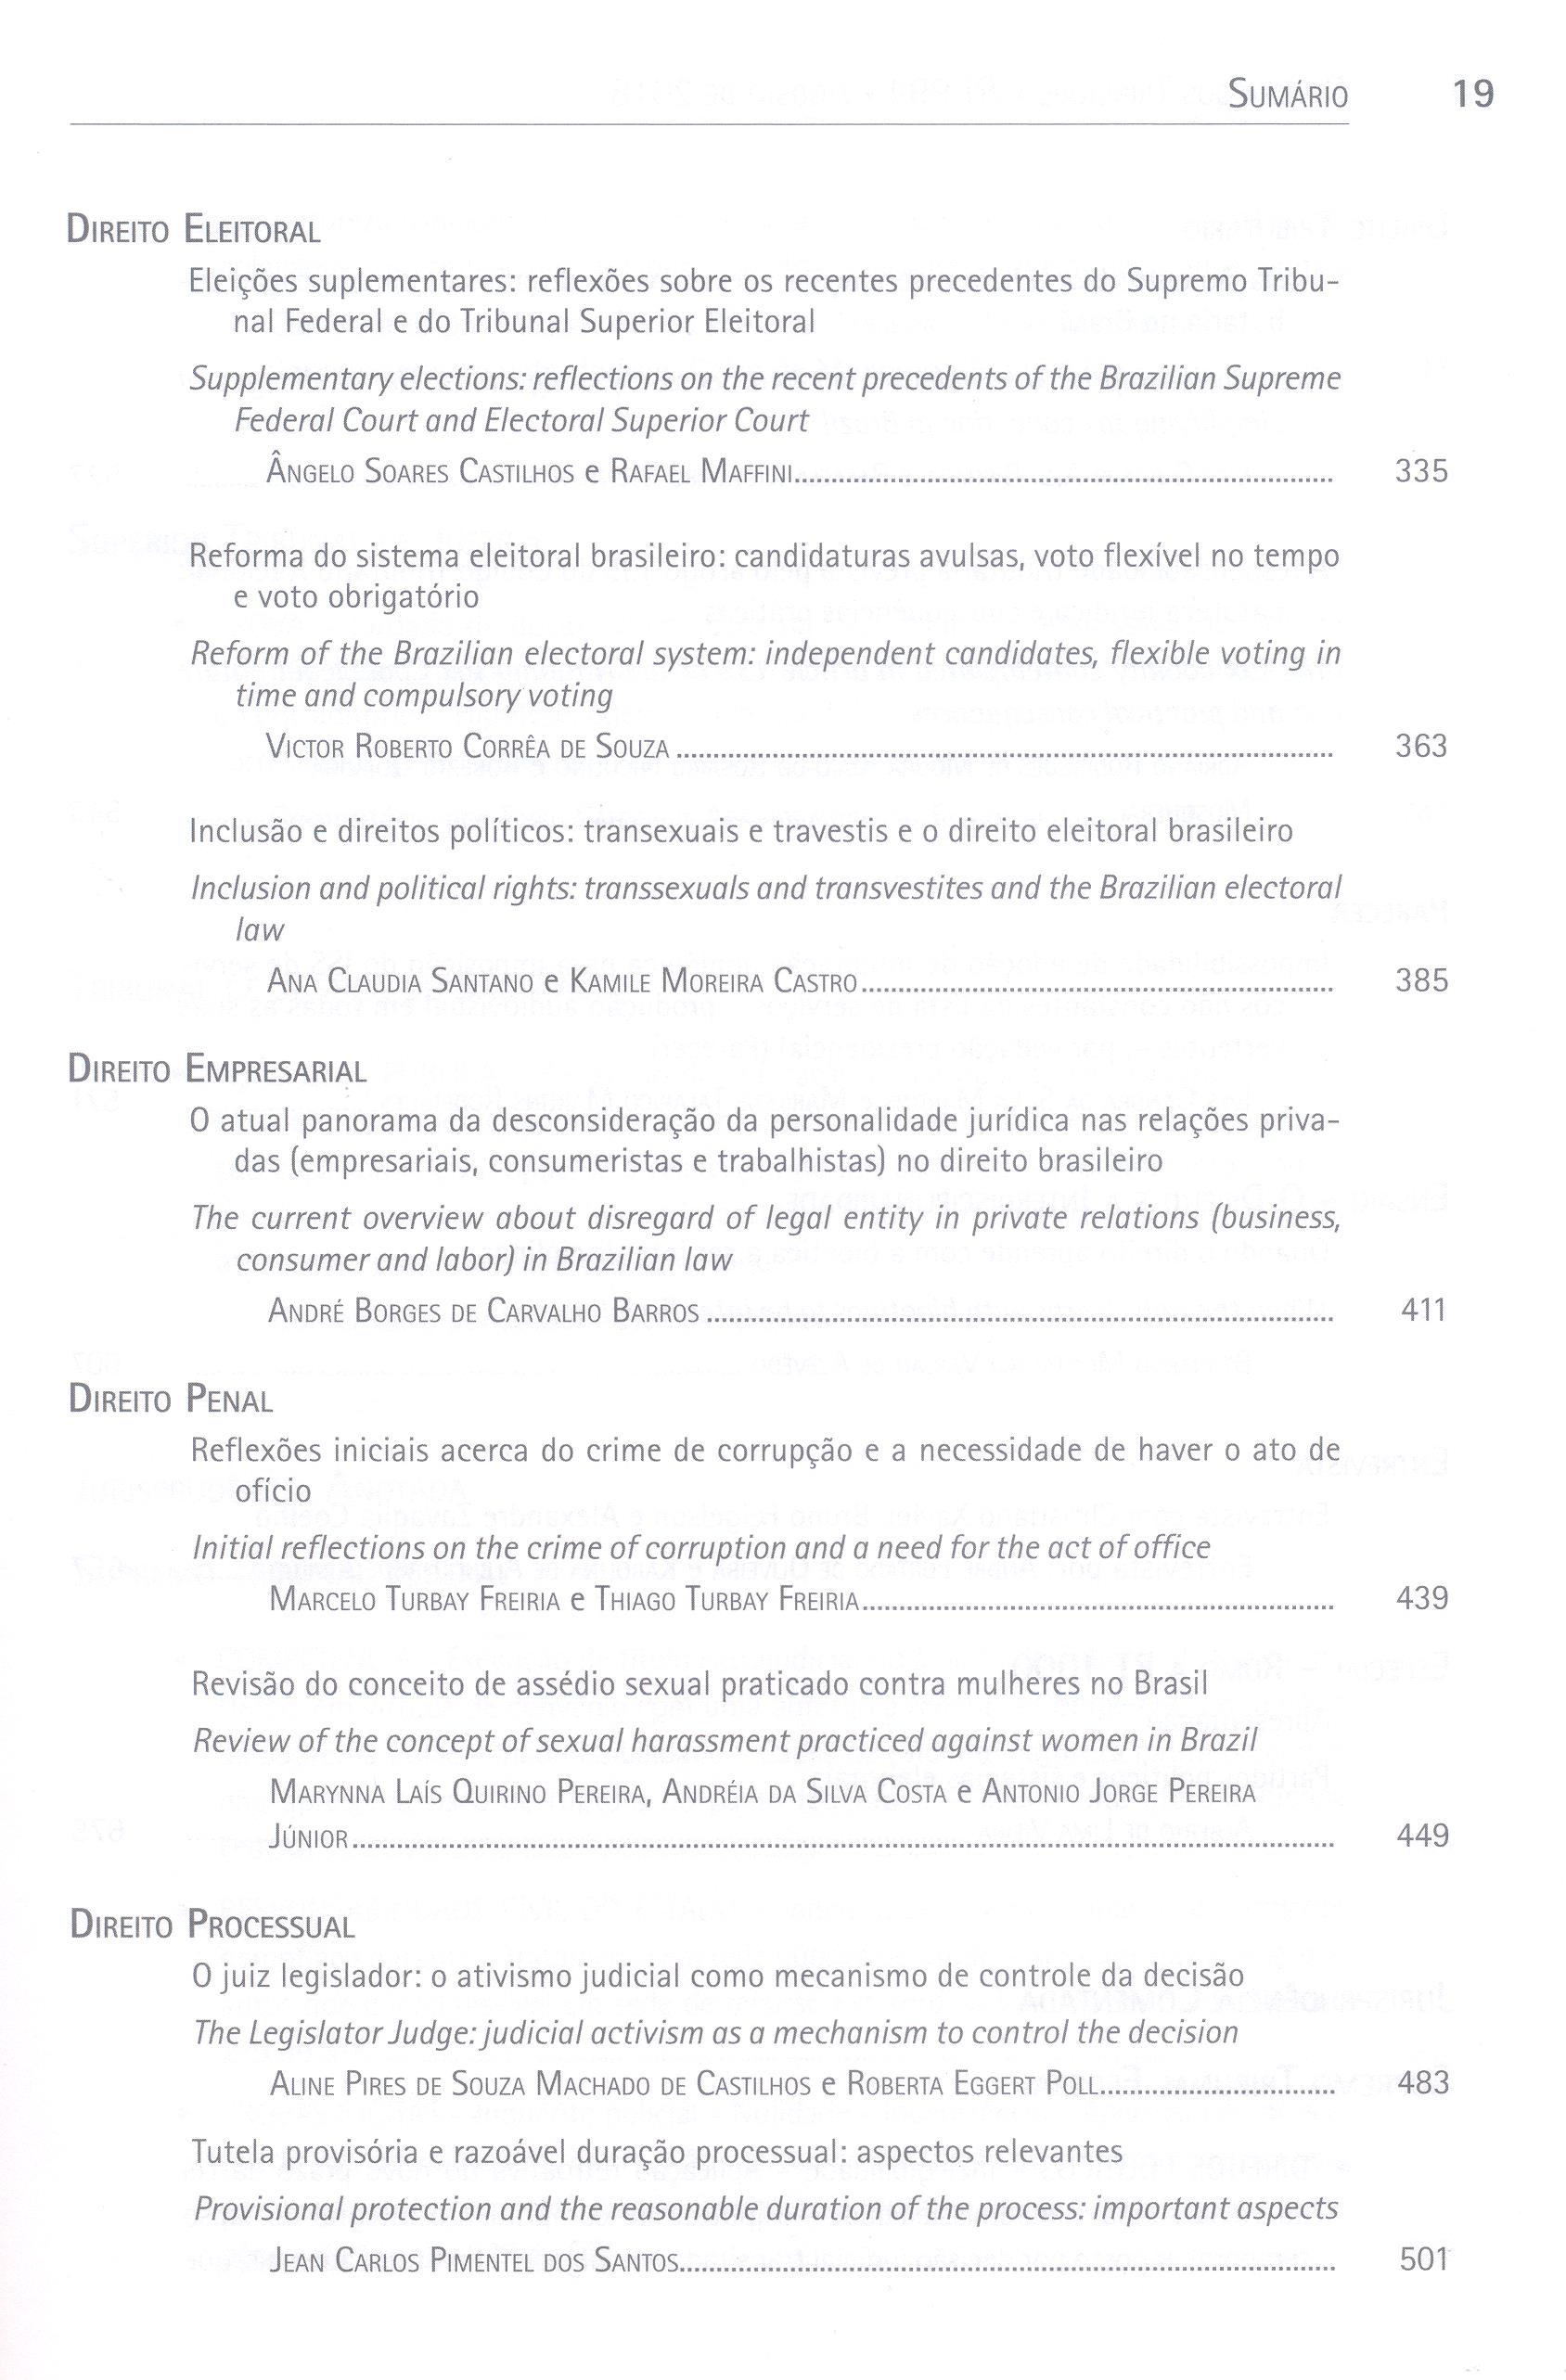 SUMÁRIO 19
DIREITO ELEITORAL
Eleições suplementares: reflexões sobre os recentes precedentes do Supremo Tribu-
nal Federal e do Tribunal Superior Eleitoral
Supplementary elections: reflections on the recent precedents of the Brazilian Supreme
Federal Court and Electoral Superior Court
ÂNGELO SOARES CASTILHOS e RAFAEL MAFFINI.......... 335
Reforma do sistema eleitoral brasileiro: candidaturas avulsas, voto flexível no tempo
e voto obrigatório
Reform of the Brazilian electoral system: independent candidates, flexible voting in
time and compulsory voting
VICTOR ROBERTO CORRÊA DE SOUZA .......... 363
Inclusão e direitos políticos: transexuais e travestis e o direito eleitoral brasileiro
Inclusion and political rights: transsexuals and transvestites and the Brazilian electoral
law
ANA CLAUDIA SANTANO e KAMILE MOREIRA CASTRO.......... 385
DIREITO EMPRESARIAL
O atual panorama da desconsideração da personalidade jurídica nas relações priva-
das (empresariais, consumeristas e trabalhistas) no direito brasileiro
The current overview about disregard of legal entity in private relations (business,
consumer and labor) in Brazilian law
ANDRÉ BORGES DE CARVALHO BARROS .......... 411
DIREITO PENAL
Reflexões iniciais acerca do crime de corrupção e a necessidade de haver o ato de
ofício
Initial reflections on the crime of corruption and a need for the act of office
MARCELO TURBAY FREIRIA e THIAGO TURBAY FREIRIA.......... 439
Revisão do conceito de assédio sexual praticado contra mulheres no Brasil
Review of the concept of sexual harassment practiced against women in Brazil
MARYNNA LAÍS QUIRINO PEREIRA, ANDRÉIA DA SILVA COSTA e ANTONIO JORGE PEREIRA
JÚNIOR.......... 449
DIREITO PROCESSUAL
O juiz legislador: o ativismo judicial como mecanismo de controle da decisão
The Legislator Judge: judicial activism as a mechanism to control the decision
ALINE PIRES DE SOUZA MACHADO DE CASTILHOS e ROBERTA EGGERT POLL.......... 483
Tutela provisória e razoável duração processual: aspectos relevantes
Provisional protection and the reasonable duration of the process: important aspects
JEAN CARLOS PIMENTEL DOS SANTOS.......... 501